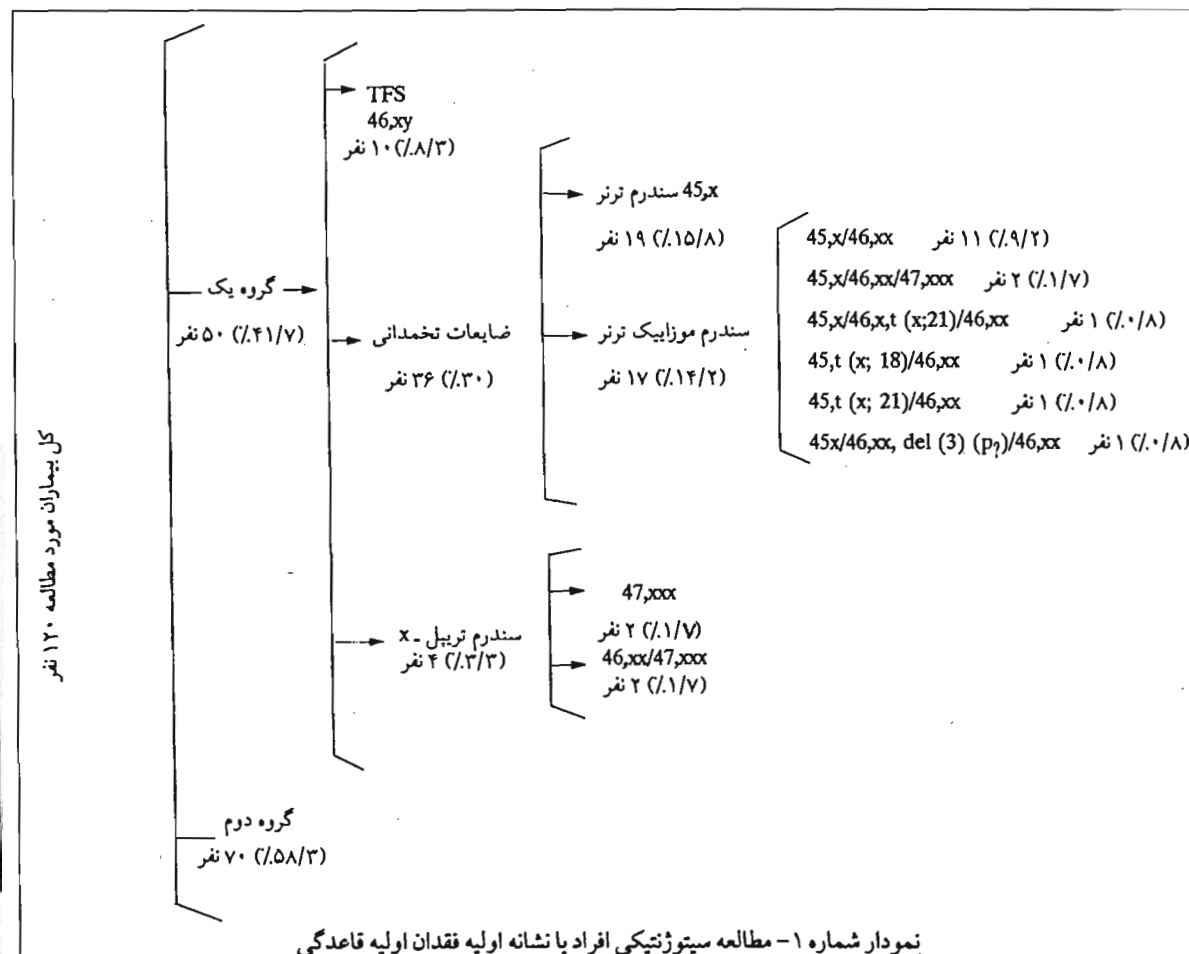 کل بیماران مورد مطالعه ۱۲۰ نفر
گروه یک
۵۰ (٪۴۱/۷) نفر
TFS
46,xy
۱۰ (٪۸/۳) نفر
ضایعات تخمدانی
۳۶ (٪۳۰) نفر
45,x سندرم ترنر
۱۹ (٪۱۵/۸) نفر
سندرم موزاییک ترنر
۱۷ (٪۱۴/۲) نفر
45,x/46,xx ۱۱ (٪۹/۲) نفر
45,x/46,xx/47,xxx ۲ (٪۱/۷) نفر
45,x/46,x,t (x;21)/46,xx ۱ (٪۰/۸) نفر
45,t (x; 18)/46,xx ۱ (٪۰/۸) نفر
45,t (x; 21)/46,xx ۱ (٪۰/۸) نفر
45x/46,xx, del (3) (p?)/46,xx ۱ (٪۰/۸) نفر
سندرم تریپل ـ x
۴ (٪۳/۳) نفر
47,xxx
۲ (٪۱/۷) نفر
46,xx/47,xxx
۲ (٪۱/۷) نفر
گروه دوم
۷۰ (٪۵۸/۳) نفر
نمودار شماره ۱– مطالعه سیتوژنتیکی افراد با نشانه اولیه فقدان اولیه قاعدگی